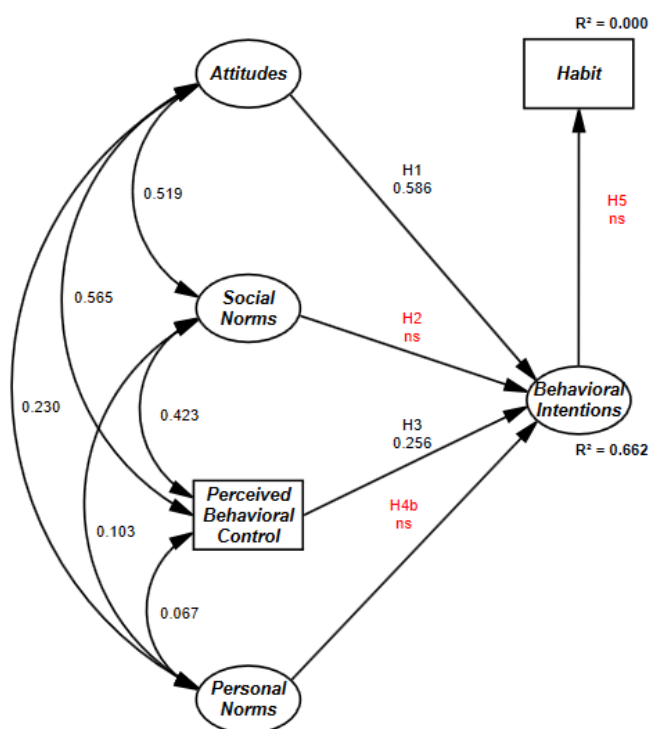 R² = 0.000
Attitudes
Habit
H1
0.586
0.519
H5
ns
Social
Norms
0.565
H2
ns
Behavioral
Intentions
0.230
0.423
H3
0.256
R² = 0.662
Perceived
Behavioral
Control
H4b
ns
0.103
0.067
Personal
Norms